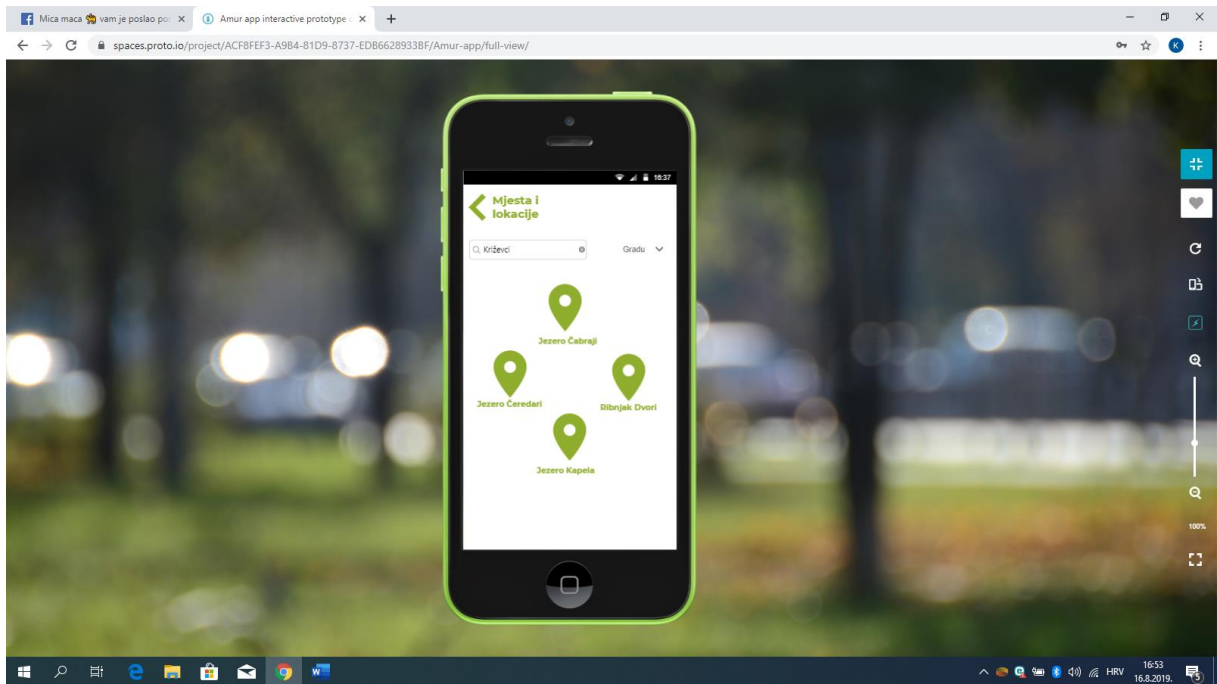 Mica maca vam je poslao po
Amur app interactive prototype
spaces.proto.io/project/ACF8FEF3-A9B4-81D9-8737-EDB6628933BF/Amur-app/full-view/
K
16:37
Mjesta i
lokacije
Križevci
Gradu
Jezero Čabraji
Jezero Čeredari
Ribnjak Dvori
Jezero Kapela
100%
HRV
16:53
16.8.2019.
5